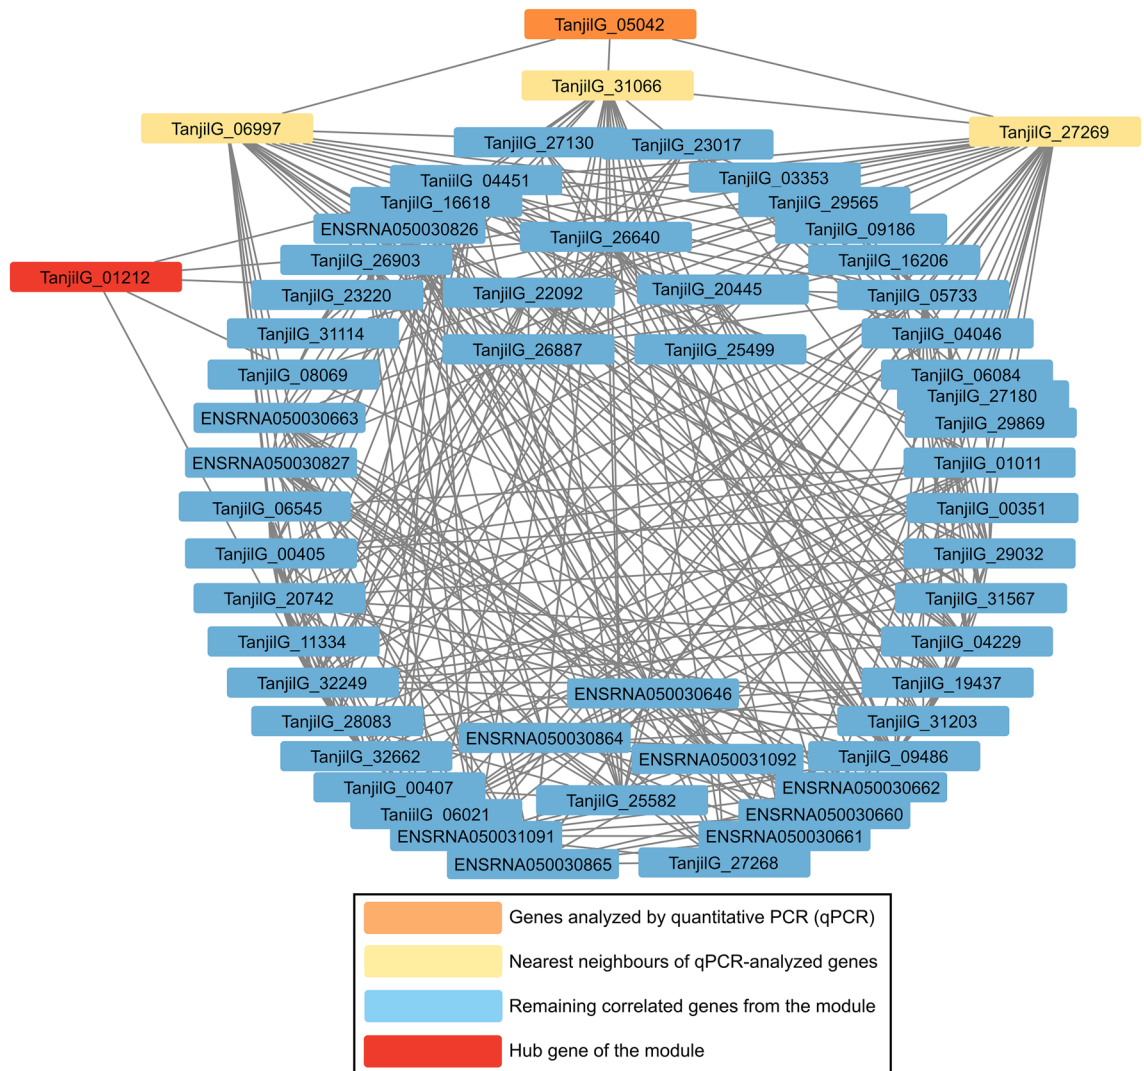 TanjilG_05042
TanjilG_31066
TanjilG_06997
TanjilG_27269
TanjilG_27130
TanjilG_23017
TanjilG_04451
TanjilG_03353
TanjilG_16618
TanjilG_29565
ENSRNA050030826
TanjilG_26640
TanjilG_09186
TanjilG_26903
TanjilG_16206
TanjilG_01212
TanjilG_23220
TanjilG_22092
TanjilG_20445
TanjilG_05733
TanjilG_31114
TanjilG_04046
TanjilG_26887
TanjilG_25499
TanjilG_08069
TanjilG_06084
TanjilG_27180
ENSRNA050030663
TanjilG_29869
ENSRNA050030827
TanjilG_01011
TanjilG_06545
TanjilG_00351
TanjilG_00405
TanjilG_29032
TanjilG_20742
TanjilG_31567
TanjilG_11334
TanjilG_04229
TanjilG_32249
TanjilG_19437
ENSRNA050030646
TanjilG_28083
TanjilG_31203
ENSRNA050030864
TanjilG_32662
ENSRNA050031092
TanjilG_09486
TanjilG_00407
ENSRNA050030662
TanjilG_25582
TanjilG_06021
ENSRNA050030660
ENSRNA050031091
ENSRNA050030661
ENSRNA050030865
TanjilG_27268
Genes analyzed by quantitative PCR (qPCR)
Nearest neighbours of qPCR-analyzed genes
Remaining correlated genes from the module
Hub gene of the module